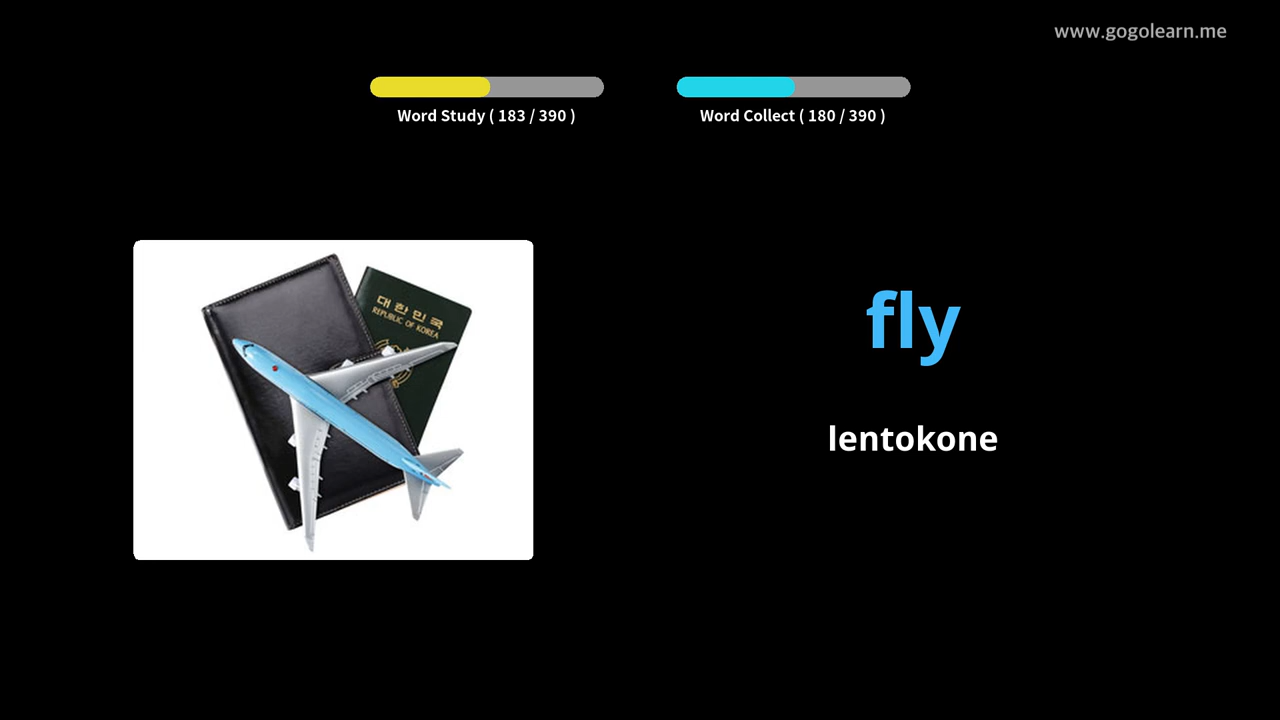 www.gogolearn.me
Word Study ( 183 / 390 )
Word Collect ( 180 / 390 )
대한민국
REPUBLIC OF KOREA
fly
lentokone